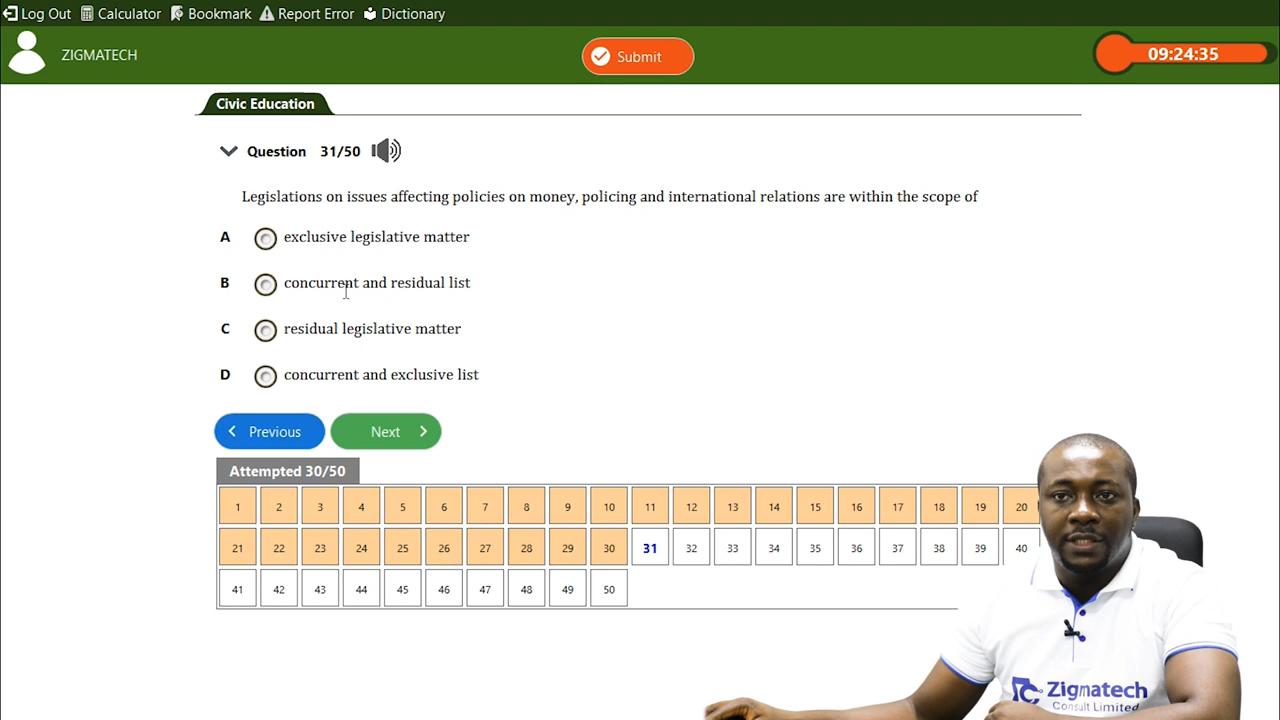 Log Out Calculator Bookmark Report Error Dictionary
ZIGMATECH
Submit
09:24:35
Civic Education
Question 31/50
Legislations on issues affecting policies on money, policing and international relations are within the scope of
A exclusive legislative matter
B concurrent and residual list
C residual legislative matter
D concurrent and exclusive list
Previous Next
Attempted 30/50
1 2 3 4 5 6 7 8 9 10 11 12 13 14 15 16 17 18 19 20
21 22 23 24 25 26 27 28 29 30 31 32 33 34 35 36 37 38 39 40
41 42 43 44 45 46 47 48 49 50
Zigmatech
Consult Limited